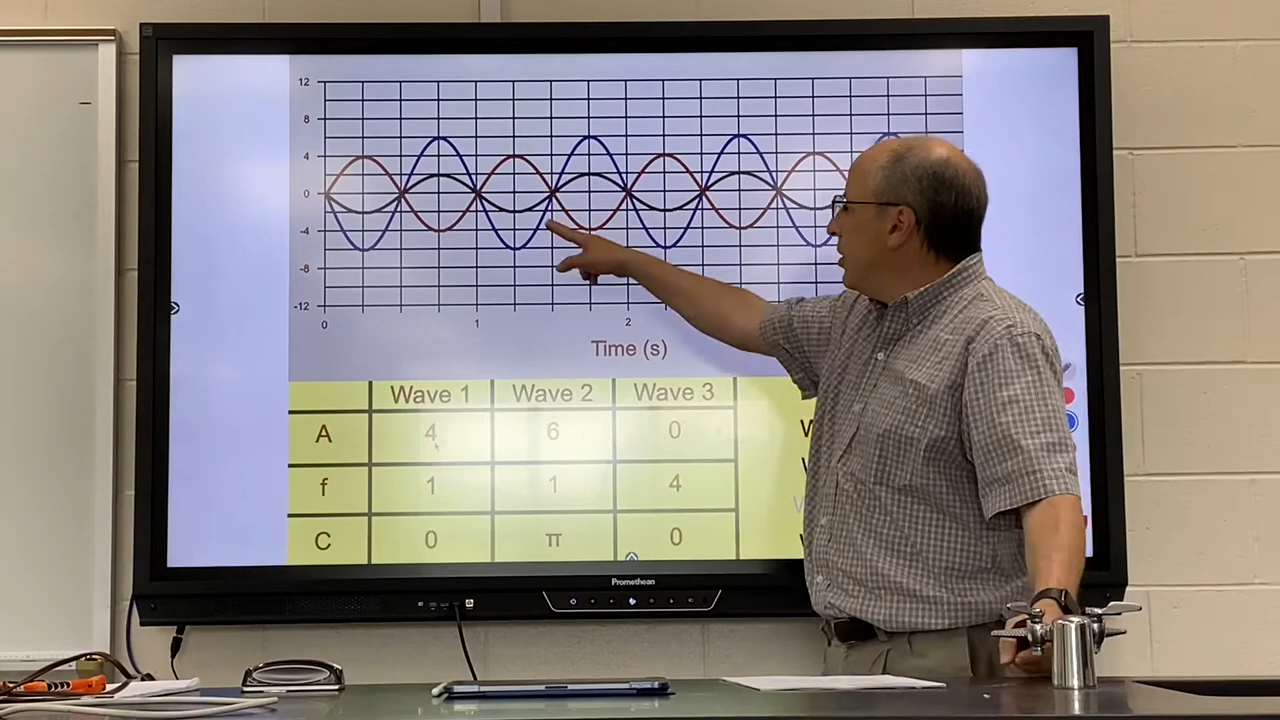 12
8
4
0
-4
-8
-12
0 1 2
Time (s)
Wave 1 Wave 2 Wave 3
A 4 6 0
f 1 1 4
C 0 π 0
Promethean